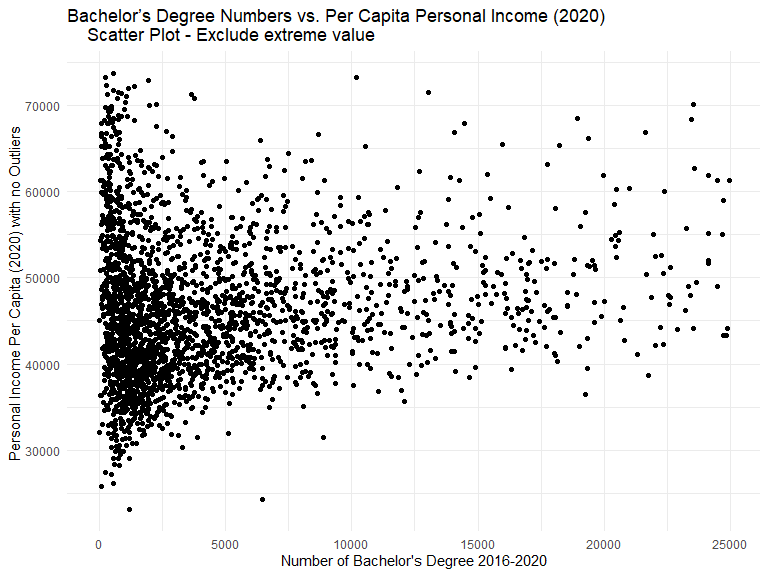 Bachelor's Degree Numbers vs. Per Capita Personal Income (2020)
Scatter Plot - Exclude extreme value
Personal Income Per Capita (2020) with no Outliers
70000
60000
50000
40000
30000
0
5000
10000
15000
20000
25000
Number of Bachelor's Degree 2016-2020